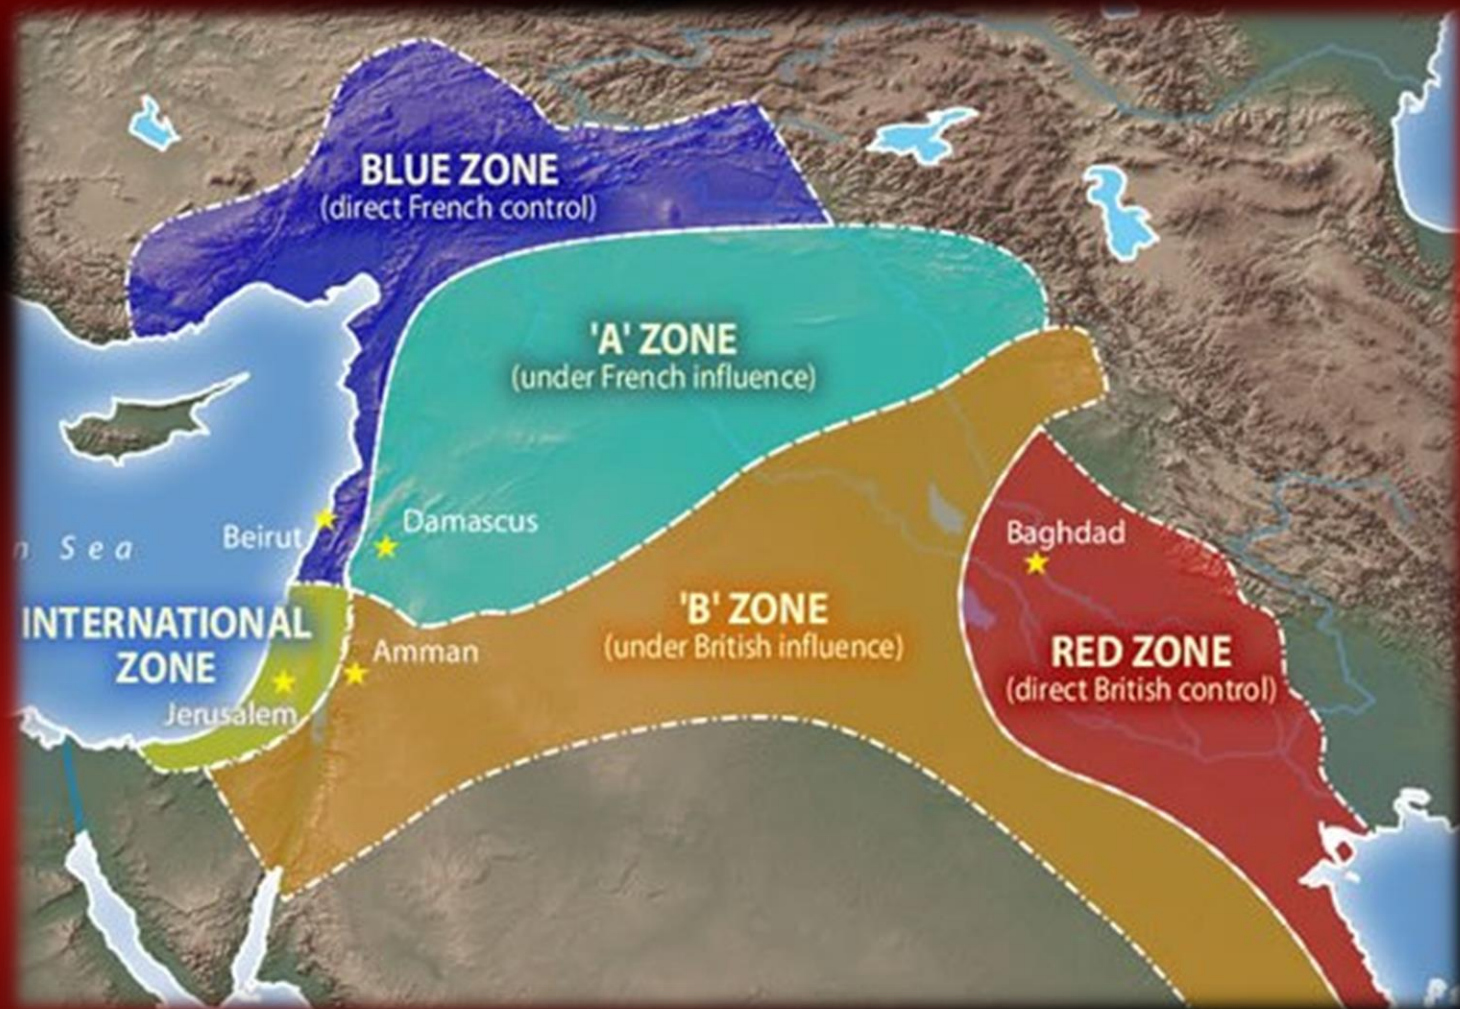 BLUE ZONE
(direct French control)
'A' ZONE
(under French influence)
Beirut
Damascus
Baghdad
n Sea
INTERNATIONAL
ZONE
'B' ZONE
(under British influence)
Amman
RED ZONE
(direct British control)
Jerusalem